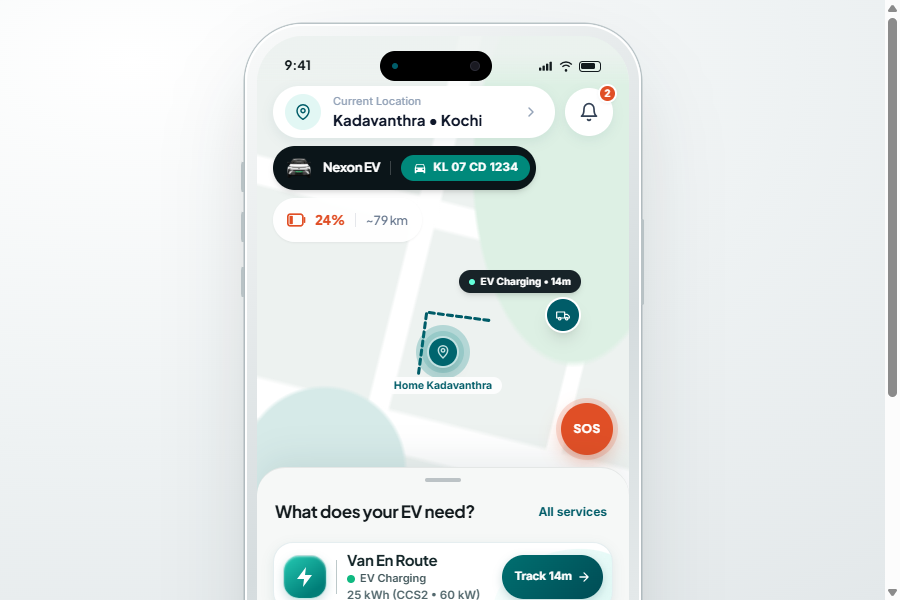 9:41
Current Location
Kadavanthra • Kochi
2
Nexon EV
KL 07 CD 1234
24%
~79 km
EV Charging • 14m
Home Kadavanthra
SOS
What does your EV need?
All services
Van En Route
EV Charging
25 kWh (CCS2 • 60 kW)
Track 14m →